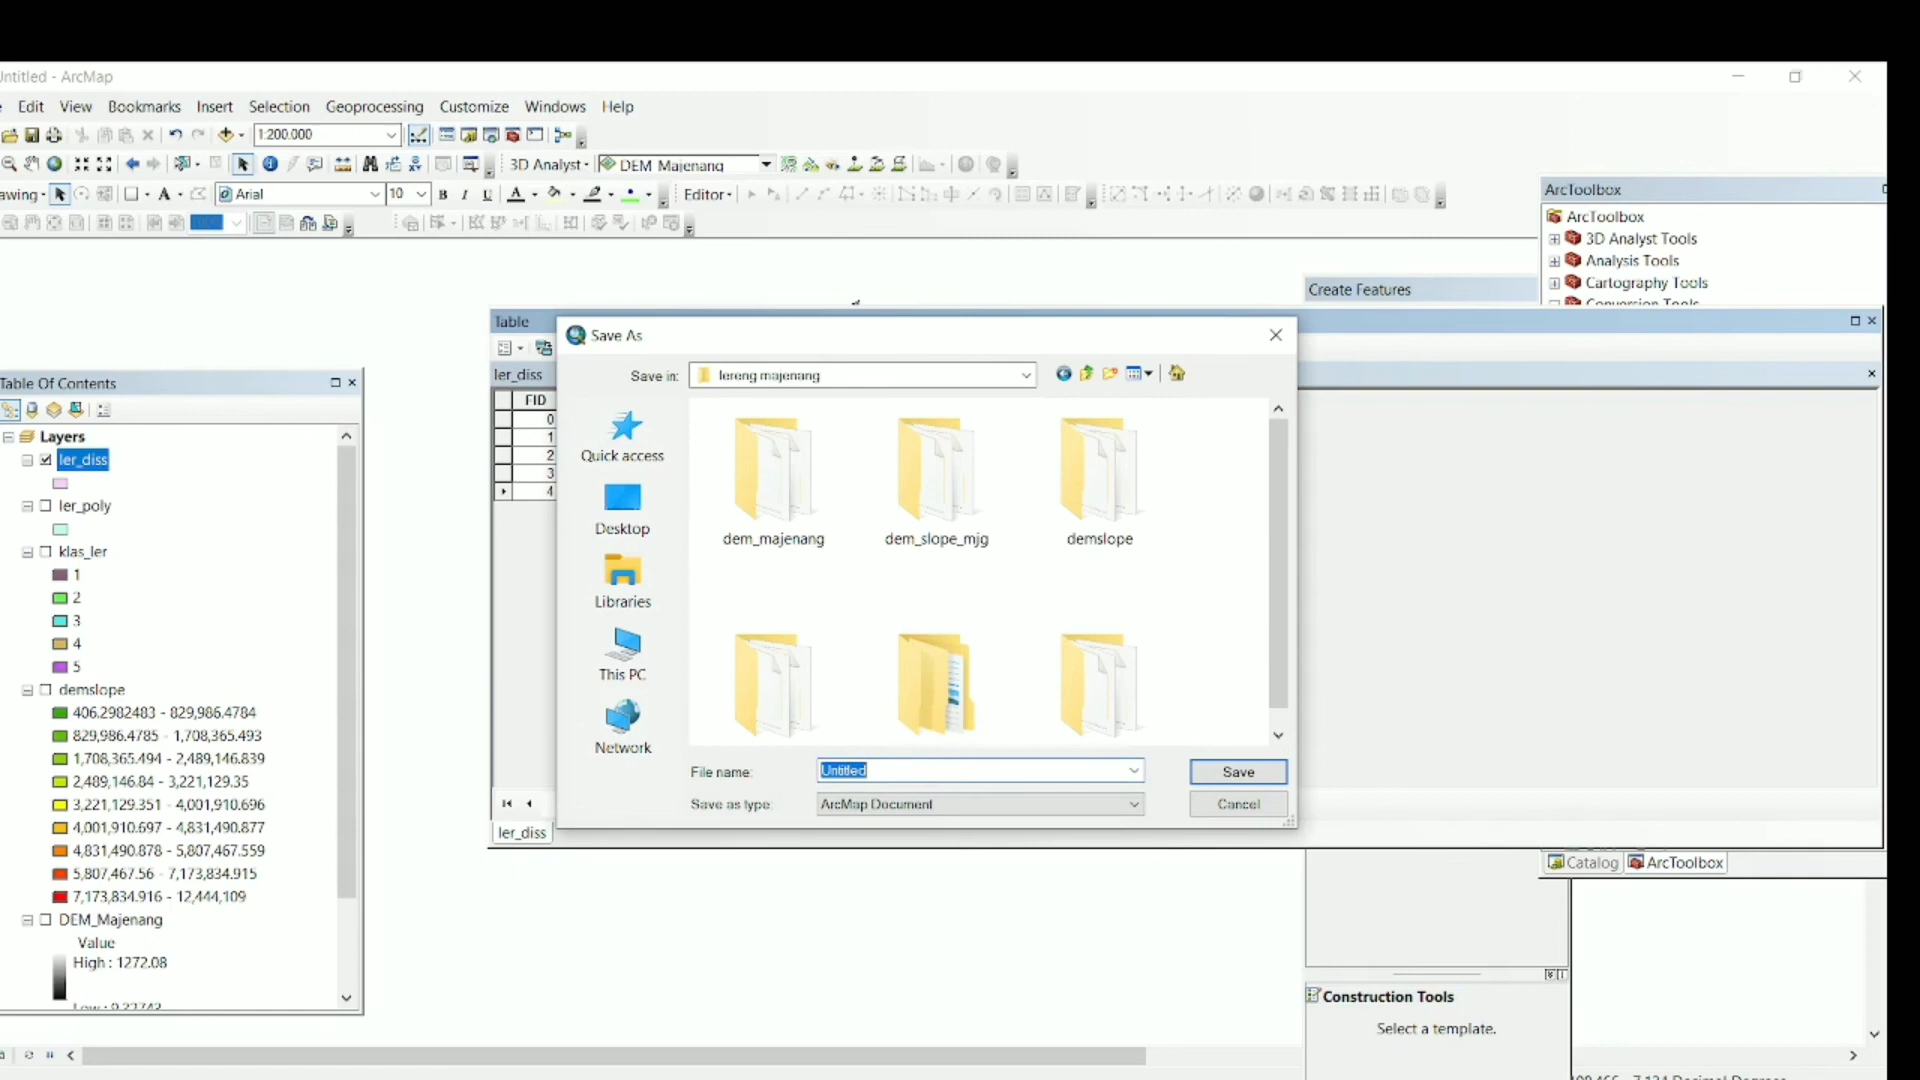 Untitled - ArcMap
Edit View Bookmarks Insert Selection Geoprocessing Customize Windows Help
1:200.000
3D Analyst DEM Majenang
Arial 10 B I U A Editor
ArcToolbox
ArcToolbox
3D Analyst Tools
Analysis Tools
Cartography Tools
Conversion Tools
Create Features
Table
ler_diss
FID
0
1
2
3
4
ler_diss
Save As
Save in: lereng majenang
Quick access
Desktop
Libraries
This PC
Network
dem_majenang dem_slope_mjg demslope
File name: Untitled Save
Save as type: ArcMap Document Cancel
Table Of Contents
Layers
ler_diss
ler_poly
klas_ler
1
2
3
4
5
demslope
406.2982483 - 829,986.4784
829,986.4785 - 1,708,365.493
1,708,365.494 - 2,489,146.839
2,489,146.84 - 3,221,129.35
3,221,129.351 - 4,001,910.696
4,001,910.697 - 4,831,490.877
4,831,490.878 - 5,807,467.559
5,807,467.56 - 7,173,834.915
7,173,834.916 - 12,444,109
DEM_Majenang
Value
High : 1272.08
Catalog ArcToolbox
Construction Tools
Select a template.